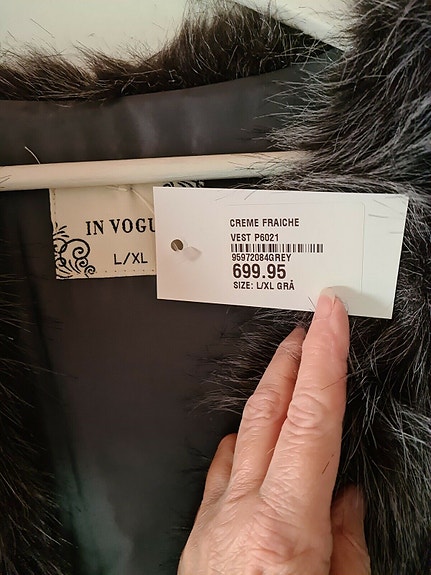 IN VOGU
L/XL
CREME FRAICHE
VEST P6021
95972084GREY
699.95
SIZE: L/XL GRÅ